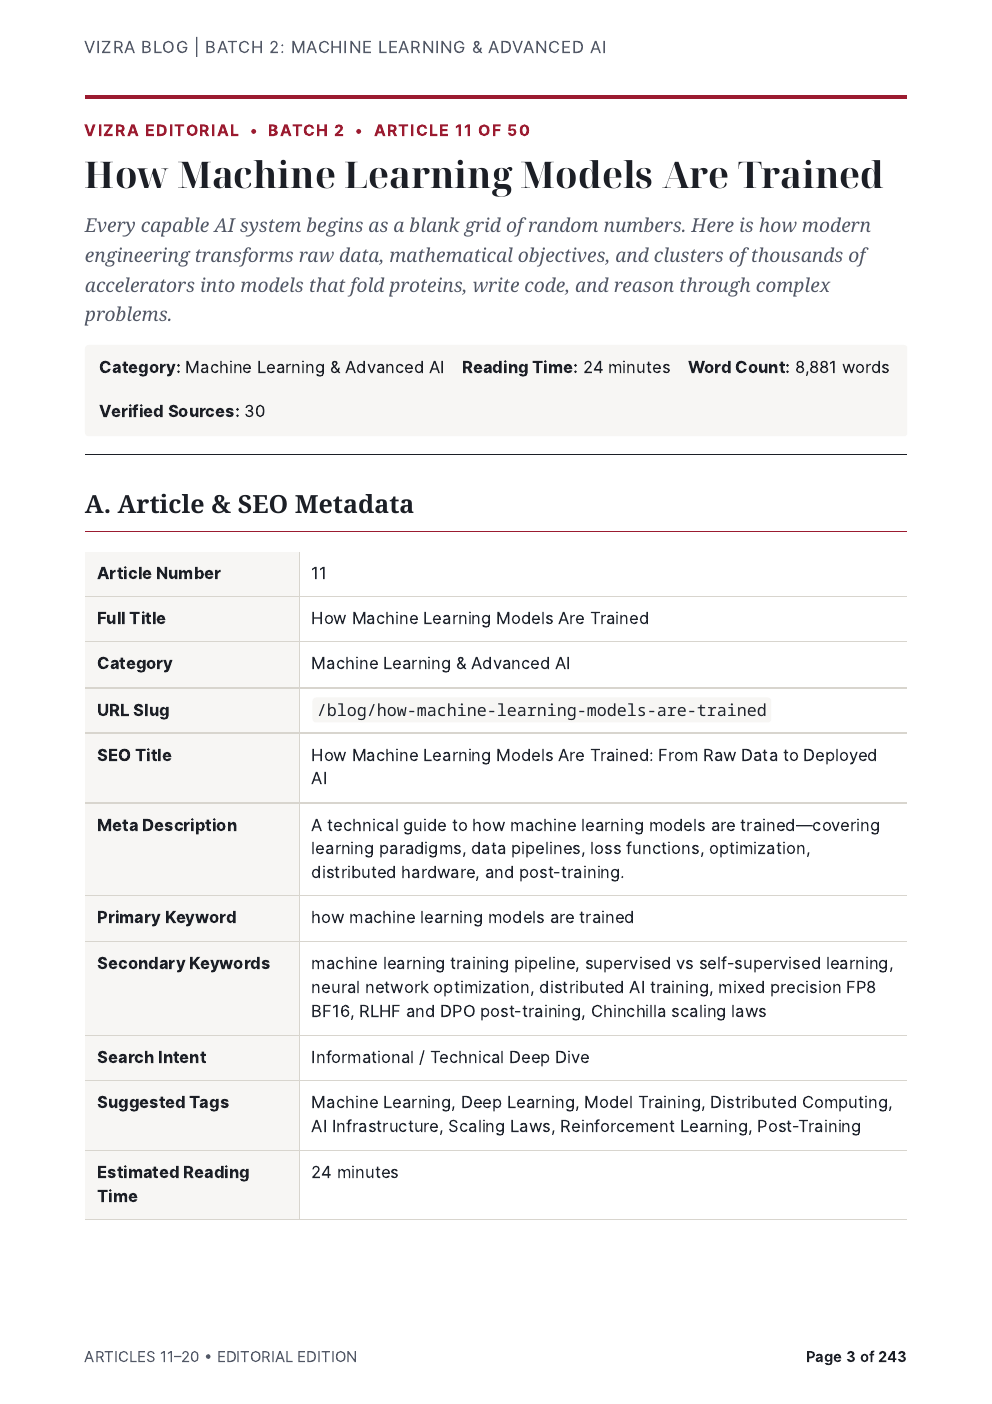 VIZRA BLOG | BATCH 2: MACHINE LEARNING & ADVANCED AI
VIZRA EDITORIAL • BATCH 2 • ARTICLE 11 OF 50
How Machine Learning Models Are Trained
Every capable AI system begins as a blank grid of random numbers. Here is how modern
engineering transforms raw data, mathematical objectives, and clusters of thousands of
accelerators into models that fold proteins, write code, and reason through complex
problems.
Category: Machine Learning & Advanced AI Reading Time: 24 minutes Word Count: 8,881 words
Verified Sources: 30
A. Article & SEO Metadata
Article Number 11
Full Title How Machine Learning Models Are Trained
Category Machine Learning & Advanced AI
URL Slug /blog/how-machine-learning-models-are-trained
SEO Title How Machine Learning Models Are Trained: From Raw Data to Deployed
AI
Meta Description A technical guide to how machine learning models are trained—covering
learning paradigms, data pipelines, loss functions, optimization,
distributed hardware, and post-training.
Primary Keyword how machine learning models are trained
Secondary Keywords machine learning training pipeline, supervised vs self-supervised learning,
neural network optimization, distributed AI training, mixed precision FP8
BF16, RLHF and DPO post-training, Chinchilla scaling laws
Search Intent Informational / Technical Deep Dive
Suggested Tags Machine Learning, Deep Learning, Model Training, Distributed Computing,
AI Infrastructure, Scaling Laws, Reinforcement Learning, Post-Training
Estimated Reading 24 minutes
Time
ARTICLES 11–20 • EDITORIAL EDITION Page 3 of 243